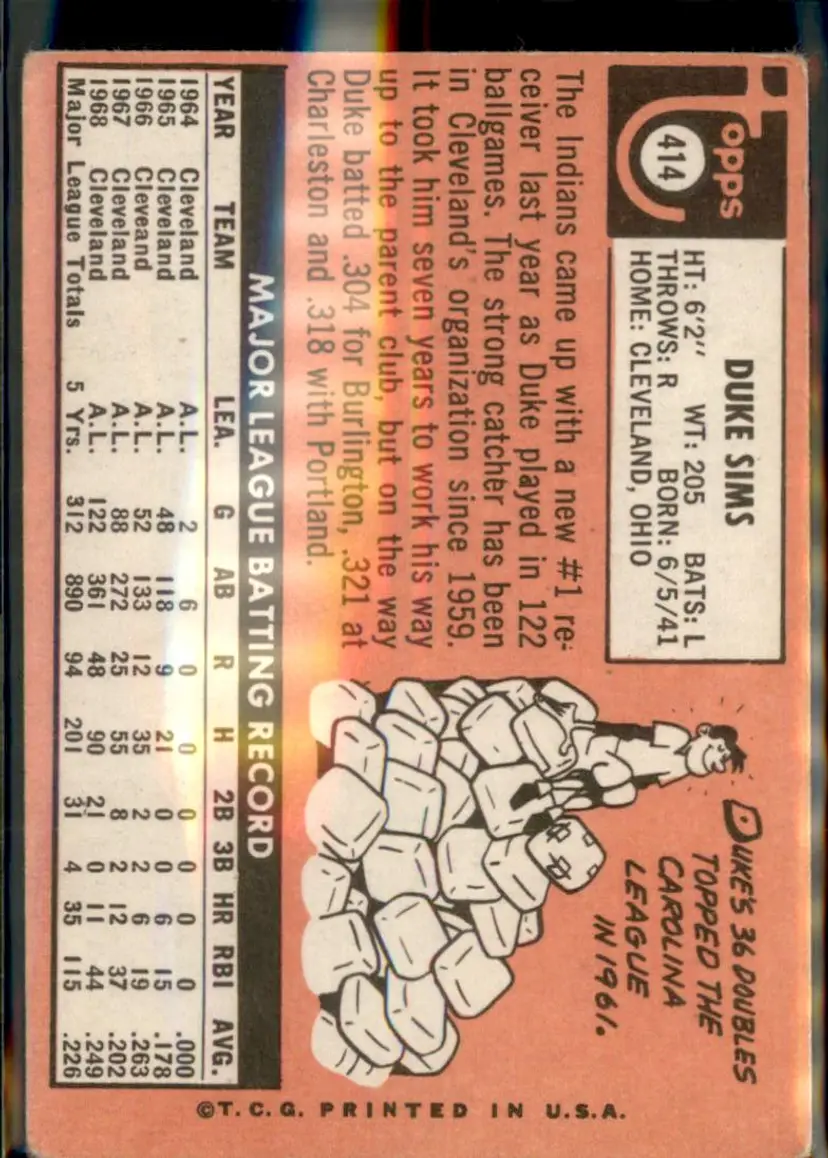 Topps
414
DUKE SIMS
HT: 6'2" WT: 205 BATS: L
THROWS: R BORN: 6/5/41
HOME: CLEVELAND, OHIO
The Indians came up with a new #1 re-
ceiver last year as Duke played in 122
ballgames. The strong catcher has been
in Cleveland's organization since 1959.
It took him seven years to work his way
up to the parent club, but on the way
Duke batted .304 for Burlington, .321 at
Charleston and .318 with Portland.
DUKE'S 36 DOUBLES
TOPPED THE
CAROLINA
LEAGUE
IN 1961.
MAJOR LEAGUE BATTING RECORD
YEAR TEAM LEA. G AB R H 2B 3B HR RBI AVG.
1964 Cleveland A.L. 2 6 0 0 0 0 0 0 .000
1965 Cleveland A.L. 48 118 9 21 0 0 6 15 .178
1966 Cleveand A.L. 52 133 12 35 2 2 6 19 .263
1967 Cleveland A.L. 88 272 25 55 8 2 12 37 .202
1968 Cleveland A.L. 122 361 48 90 21 0 11 44 .249
Major League Totals 5 Yrs. 312 890 94 201 31 4 35 115 .226
©T.C.G. PRINTED IN U.S.A.